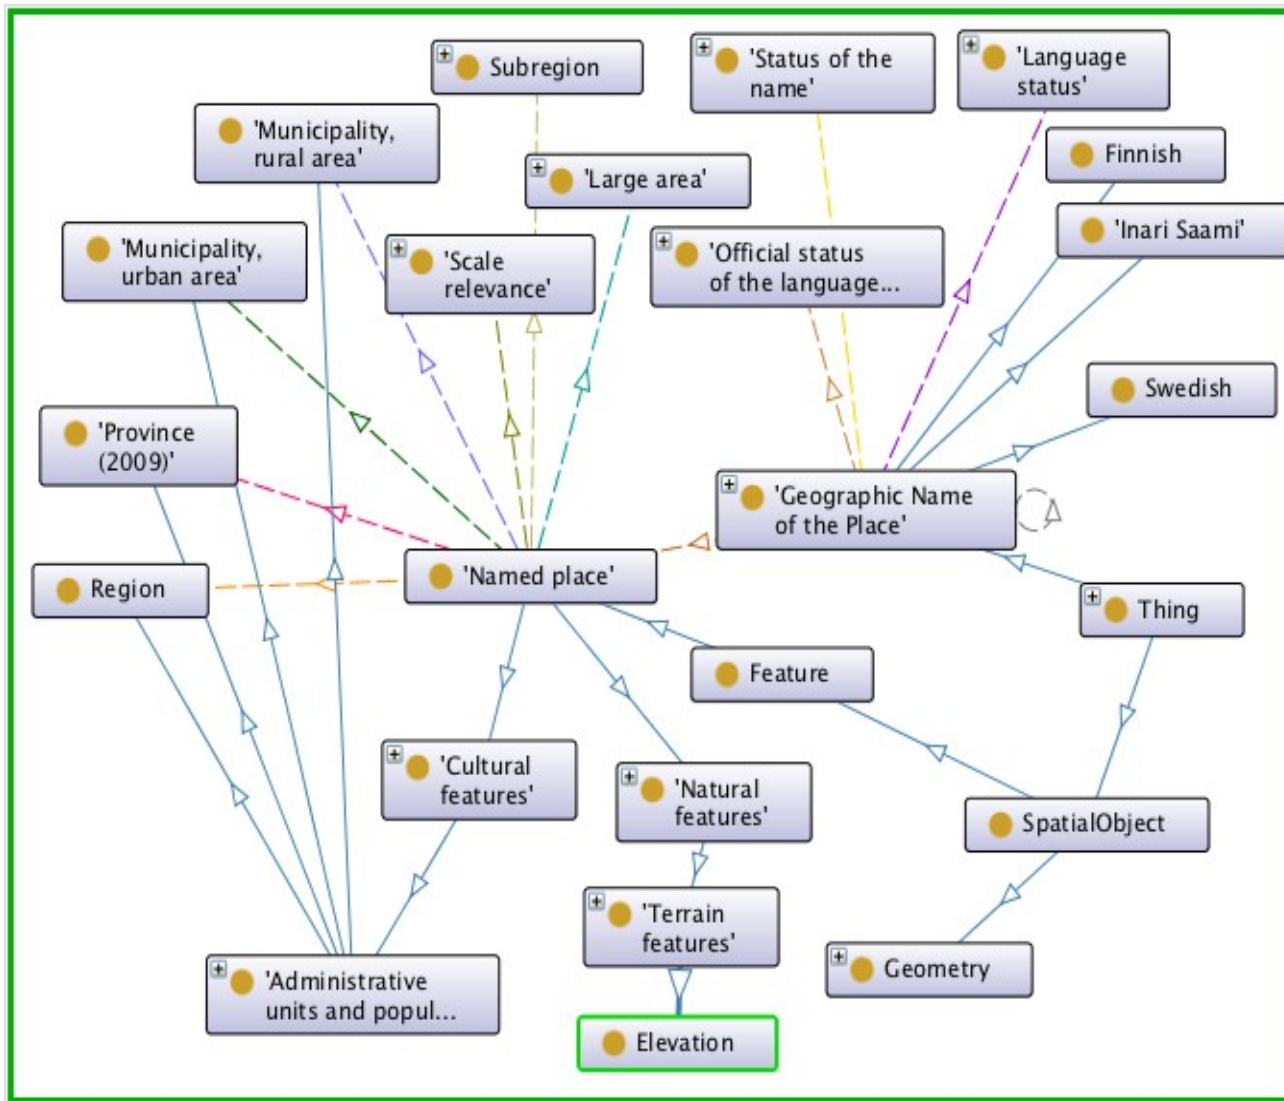 Subregion
'Status of the
name'
'Language
status'
'Municipality,
rural area'
'Large area'
Finnish
'Inari Saami'
'Municipality,
urban area'
'Scale
relevance'
'Official status
of the language...
Swedish
'Province
(2009)'
'Geographic Name
of the Place'
Region
'Named place'
Thing
Feature
'Cultural
features'
'Natural
features'
SpatialObject
'Terrain
features'
Geometry
'Administrative
units and popul...
Elevation